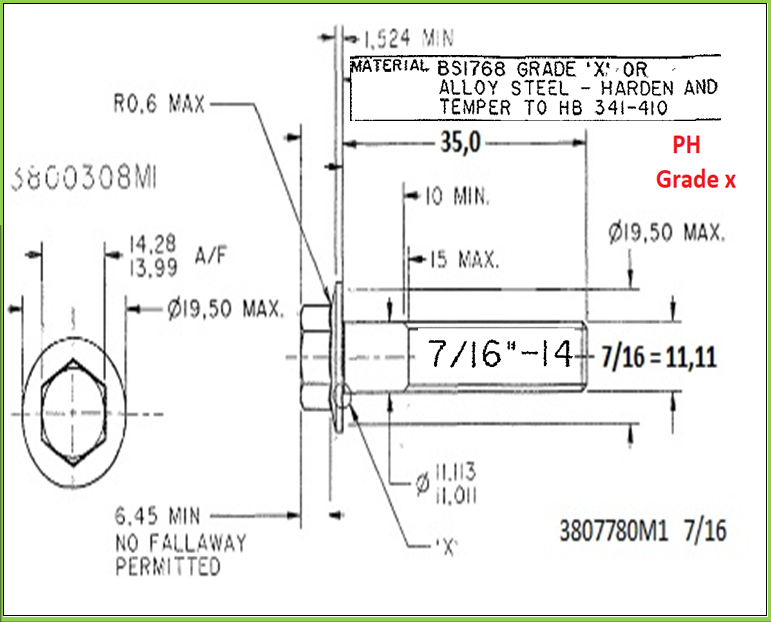 1,524 MIN
MATERIAL BS1768 GRADE 'X' OR
ALLOY STEEL - HARDEN AND
TEMPER TO HB 341-410
R0,6 MAX
35,0
PH
Grade x
3800308M1
10 MIN.
Ø19,50 MAX.
14,28
13,99 A/F
15 MAX.
Ø19,50 MAX.
7/16"-14
7/16 = 11,11
Ø 11,113
11,011
6,45 MIN
NO FALLAWAY
PERMITTED
'X'
3807780M1 7/16